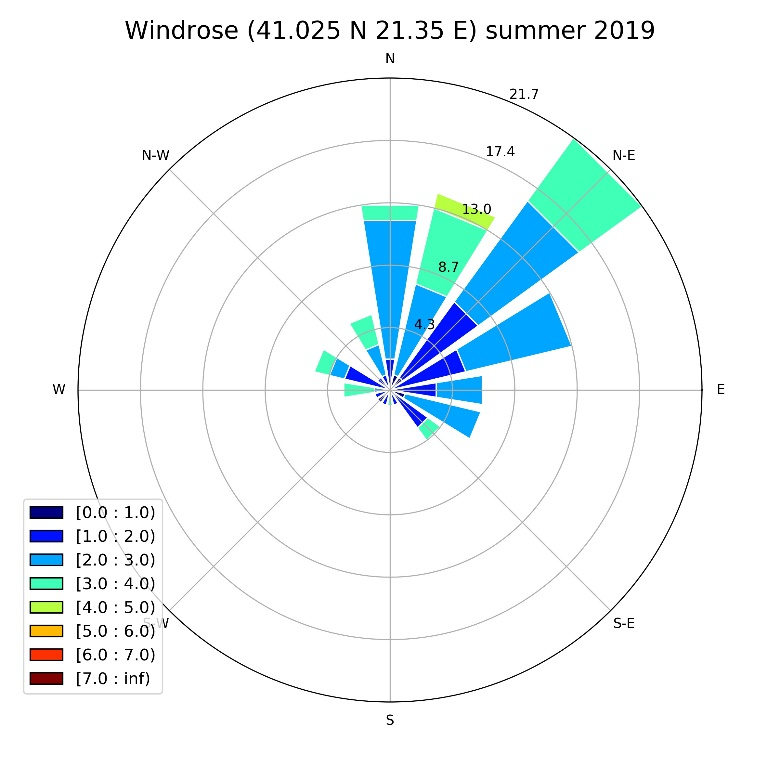 Windrose (41.025 N 21.35 E) summer 2019
N
21.7
17.4
N-W
N-E
13.0
8.7
4.3
W
E
[0.0 : 1.0)
[1.0 : 2.0)
[2.0 : 3.0)
[3.0 : 4.0)
[4.0 : 5.0)
[5.0 : 6.0)
[6.0 : 7.0)
[7.0 : inf)
S-W
S-E
S